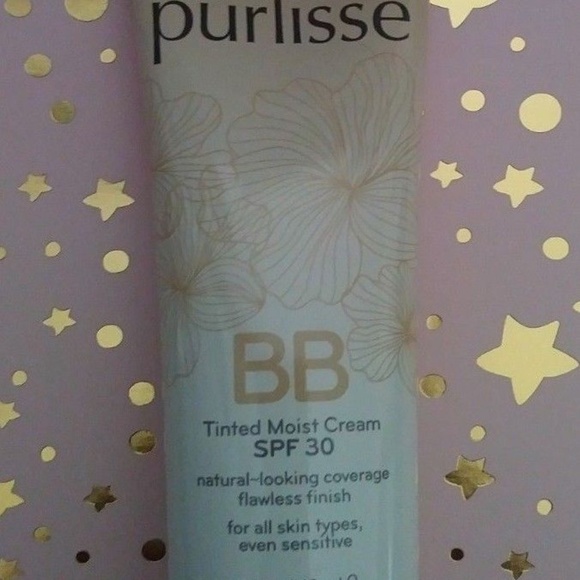 purlisse
BB
Tinted Moist Cream
SPF 30
natural-looking coverage
flawless finish
for all skin types,
even sensitive